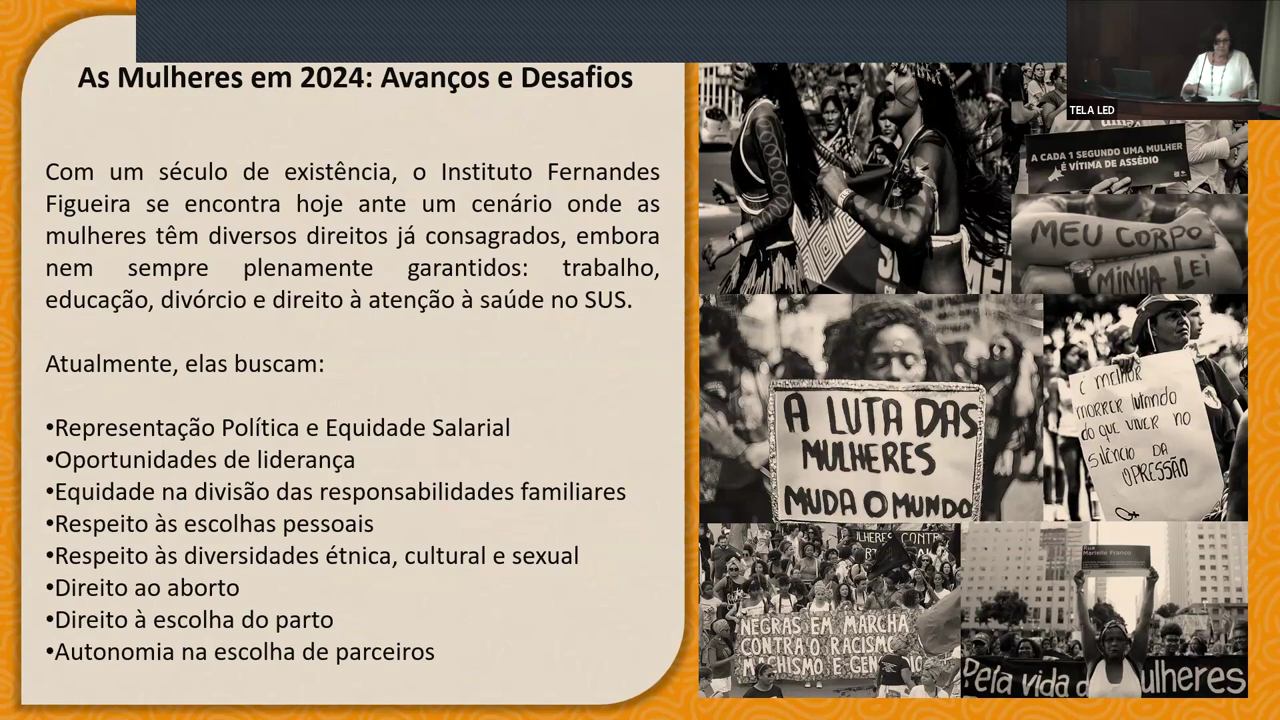 As Mulheres em 2024: Avanços e Desafios
Com um século de existência, o Instituto Fernandes
Figueira se encontra hoje ante um cenário onde as
mulheres têm diversos direitos já consagrados, embora
nem sempre plenamente garantidos: trabalho,
educação, divórcio e direito à atenção à saúde no SUS.
Atualmente, elas buscam:
•Representação Política e Equidade Salarial
•Oportunidades de liderança
•Equidade na divisão das responsabilidades familiares
•Respeito às escolhas pessoais
•Respeito às diversidades étnica, cultural e sexual
•Direito ao aborto
•Direito à escolha do parto
•Autonomia na escolha de parceiros
TELA LED
A CADA 1 SEGUNDO UMA MULHER
É VÍTIMA DE ASSÉDIO
MEU CORPO
MINHA LEI
A LUTA DAS
MULHERES
MUDA O MUNDO
É MELHOR
MORRER lutando
do que VIVER NO
SILÊNCIO DA
OPRESSÃO
NEGRAS EM MARCHA
CONTRA O RACISMO
MACHISMO E
Rua
Marielle Franco
Pela vida